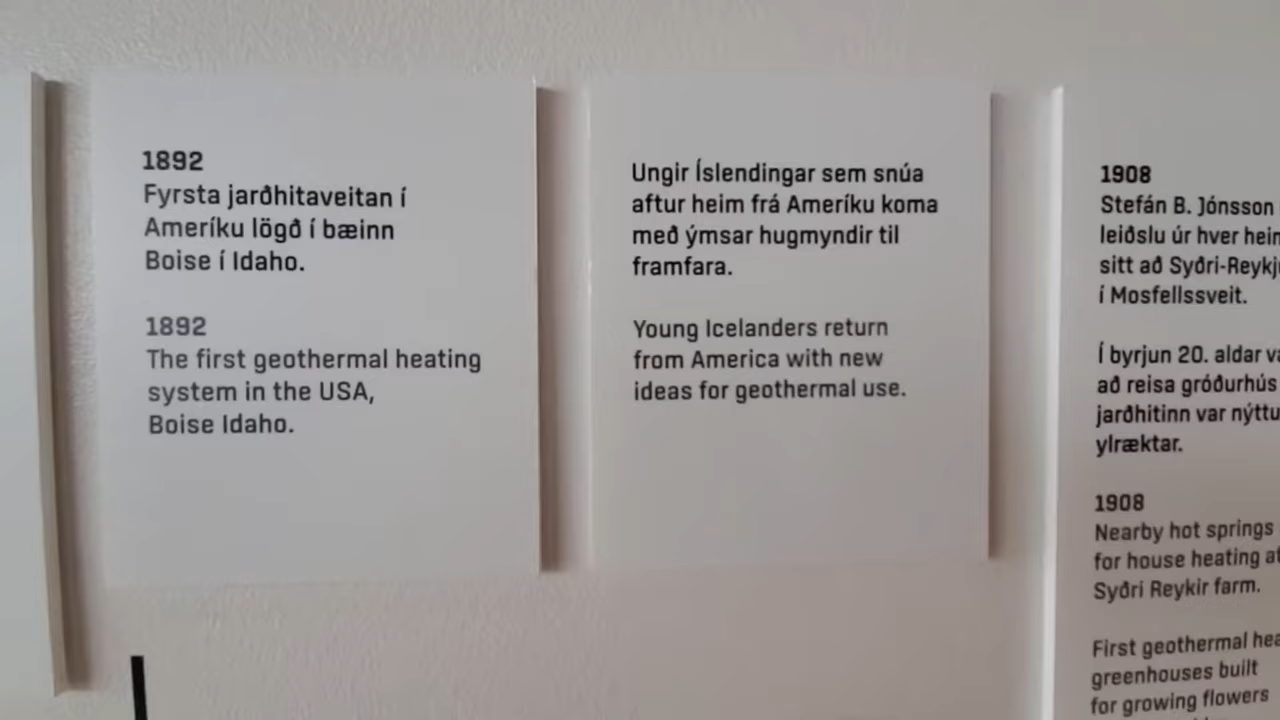 1892
Fyrsta jarðhitaveitan í
Ameríku lögð í bæinn
Boise í Idaho.
1892
The first geothermal heating
system in the USA,
Boise Idaho.
Ungir Íslendingar sem snúa
aftur heim frá Ameríku koma
með ýmsar hugmyndir til
framfara.
Young Icelanders return
from America with new
ideas for geothermal use.
1908
Stefán B. Jónsson
leiðslu úr hver
sitt að
í Mosfellssveit.
Í byrjun 20. aldar
að reisa gróðurhús
jarðhitinn var
ylræktar.
1908
Nearby hot springs
for house heating
Syðri Reykir farm.
First geothermal
greenhouses built
for growing flowers